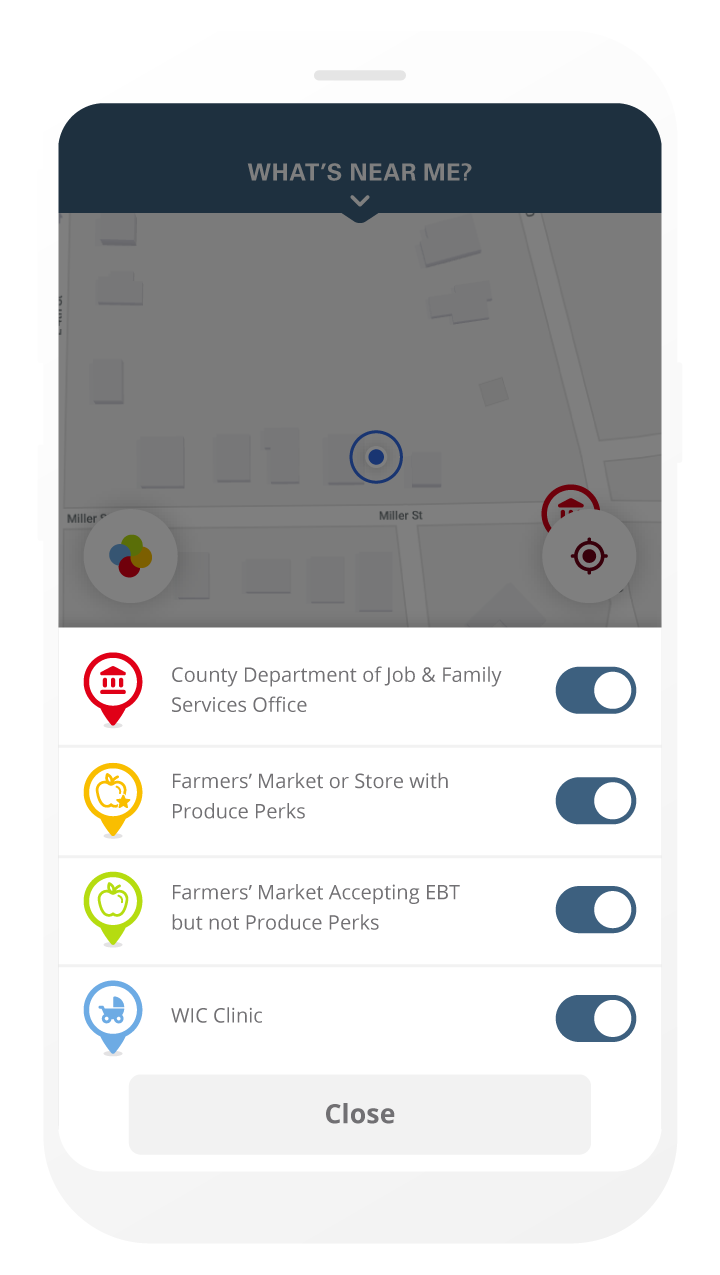 WHAT'S NEAR ME?
Miller St
Miller
County Department of Job & Family
Services Office
Farmers' Market or Store with
Produce Perks
Farmers' Market Accepting EBT
but not Produce Perks
WIC Clinic
Close